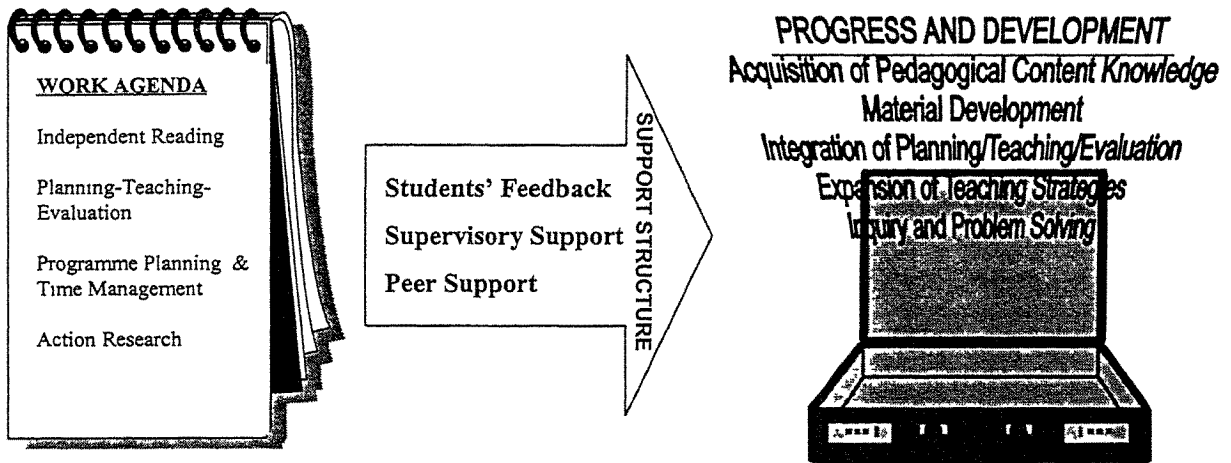 WORK AGENDA
Independent Reading
Planning-Teaching-
Evaluation
Programme Planning &
Time Management
Action Research
Students' Feedback
Supervisory Support
Peer Support
SUPPORT STRUCTURE
PROGRESS AND DEVELOPMENT
Acquisition of Pedagogical Content Knowledge
Material Development
Integration of Planning/Teaching/Evaluation
Expansion of Teaching Strategies
Inquiry and Problem Solving